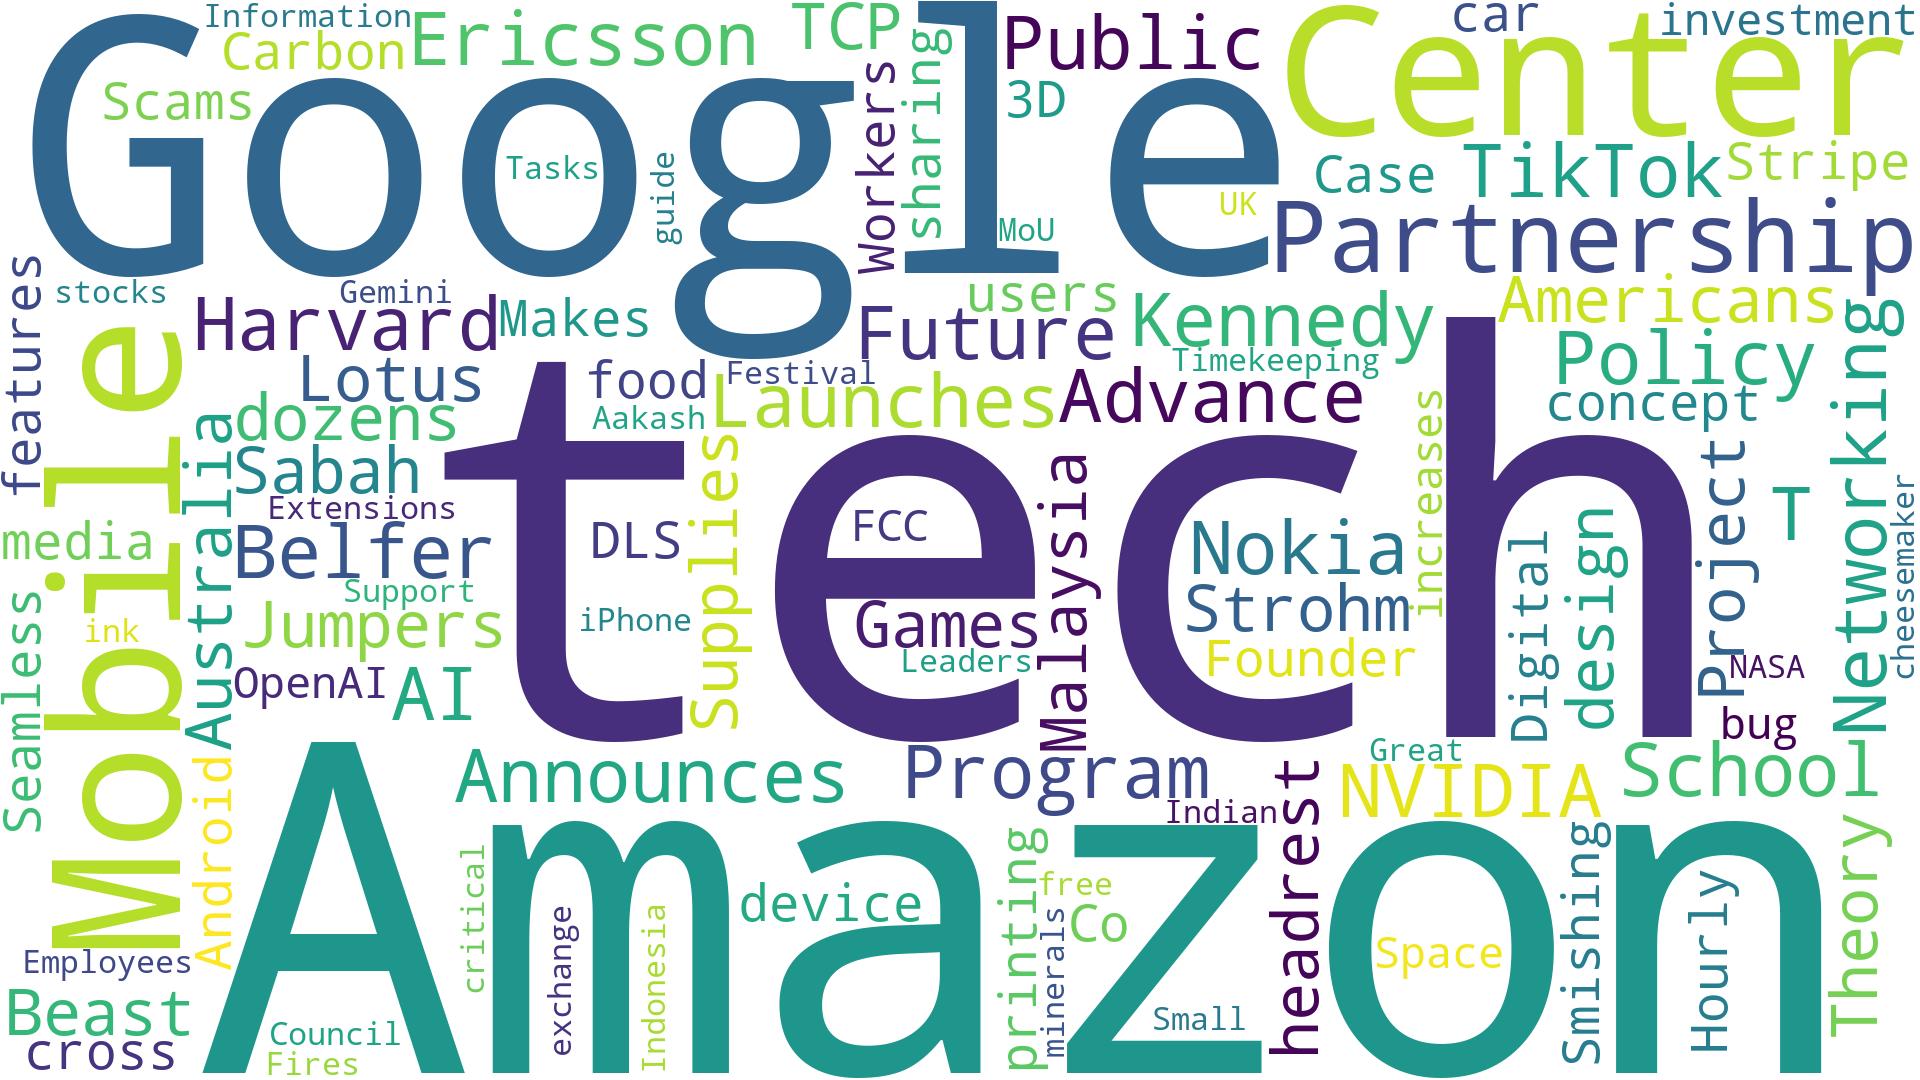 Information
Carbon
Ericsson
TCP
Public
Center
car
investment
Scams
Google
Workers
sharing
3D
Tasks
guide
MoU
UK
Case
TikTok
Stripe
Partnership
features
stocks
Gemini
Harvard
Makes
users
Future
Kennedy
Americans
Timekeeping
Policy
Networking
Mobile
Lotus
food
Festival
Aakash
Launches
Advance
concept
dozens
Australia
Sabah
Extensions
tech
Supplies
Malaysia
increases
Project
T
cheesemaker
media
Belfer
DLS
FCC
Nokia
Digital
design
Support
Strohm
Seamless
ink
Jumpers
iPhone
Games
Leaders
Founder
NASA
OpenAI
AI
bug
Android
Announces
Program
Great
School
NVIDIA
headrest
Indian
Amazon
critical
exchange
Indonesia
device
printing
free
Co
minerals
Space
Smishing
Hourly
Theory
Employees
Beast
cross
Council
Fires
Small